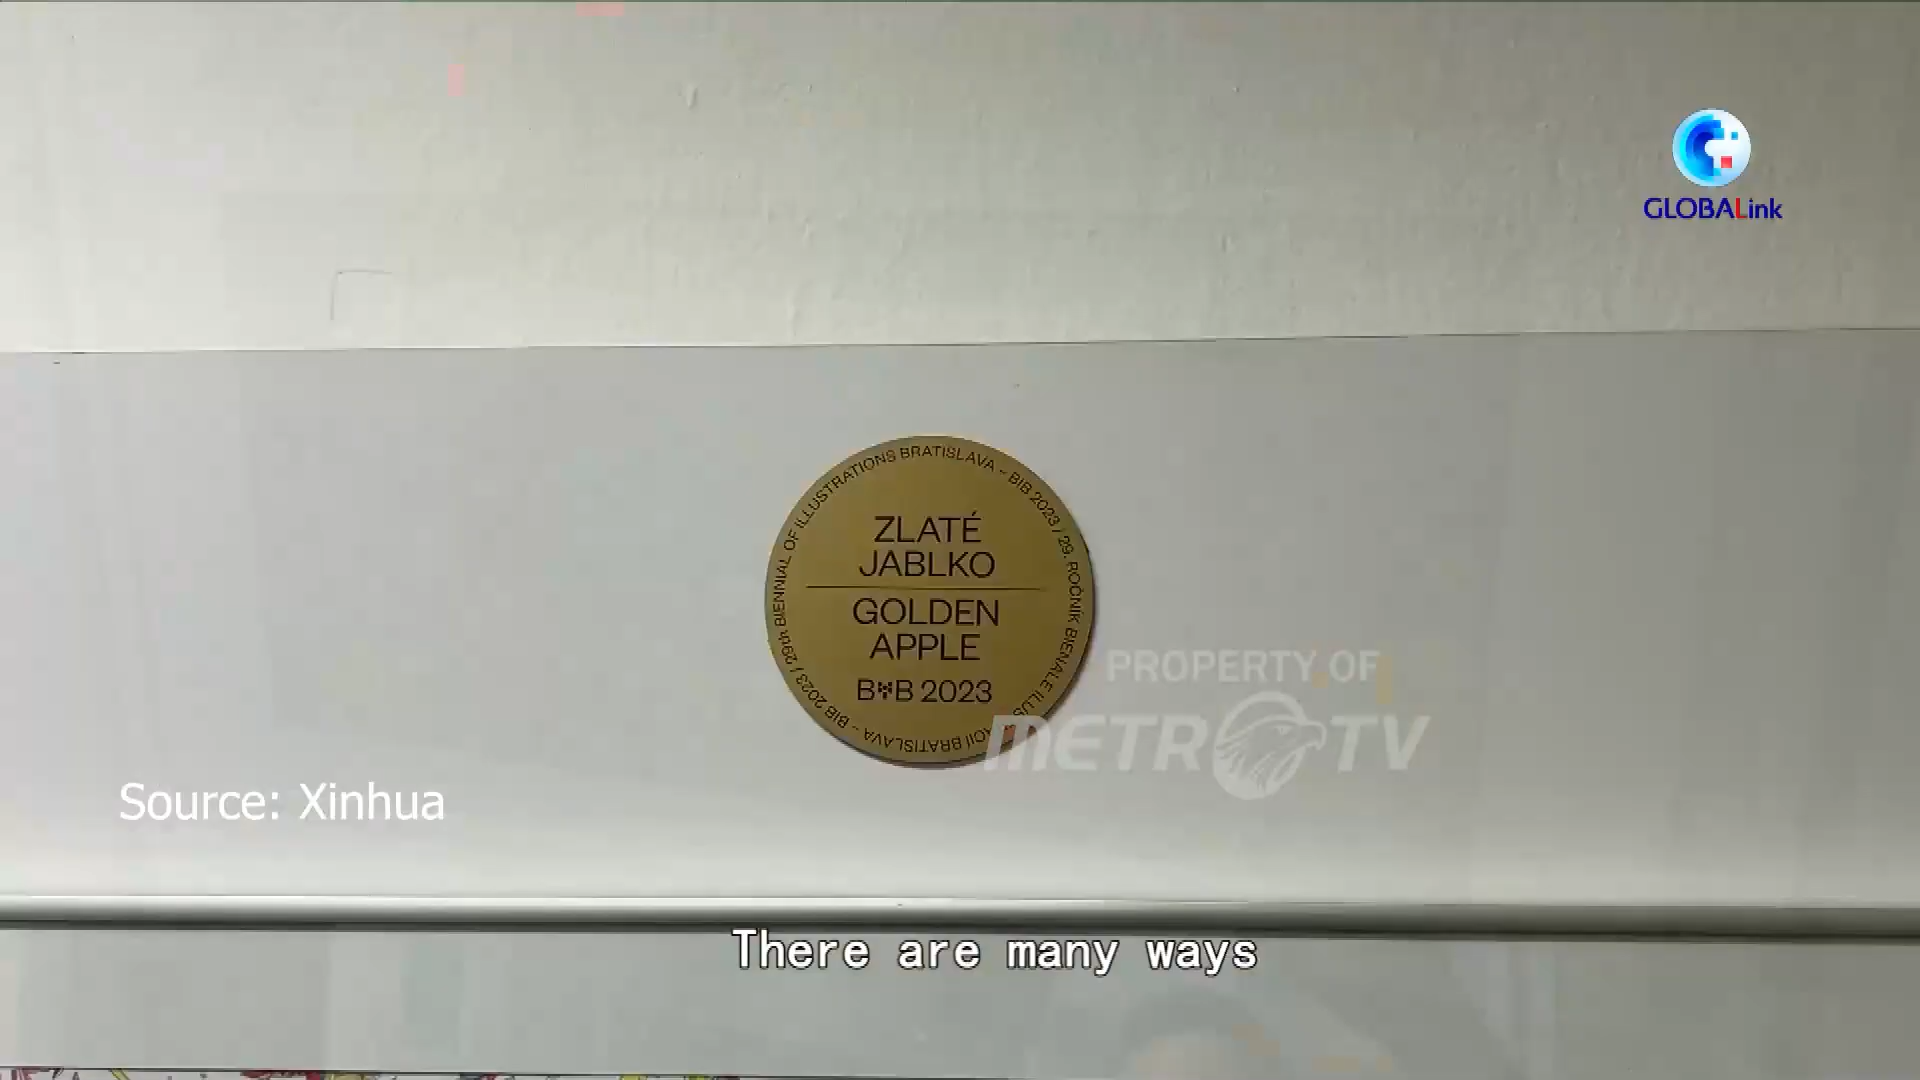 GLOBALink
29th BIENNIAL OF ILLUSTRATIONS BRATISLAVA – BIB 2023 / 29. ROČNÍK BIENÁLE BRATISLAVA – BIB 2023 /
ZLATÉ
JABLKO
GOLDEN
APPLE
BIB 2023
PROPERTY OF
METRO TV
Source: Xinhua
There are many ways